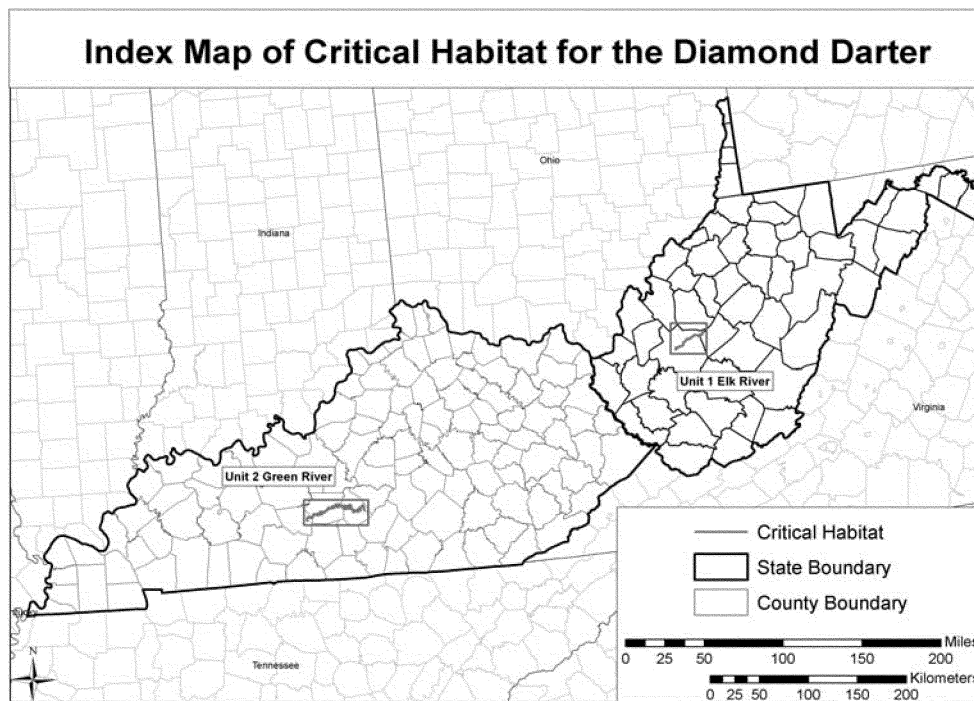 Index Map of Critical Habitat for the Diamond Darter
Ohio
Indiana
Unit 1 Elk River
Virginia
Unit 2 Green River
Critical Habitat
State Boundary
County Boundary
Miles
0 25 50 100 150 200
Kilometers
0 25 50 100 150 200
N
Tennessee